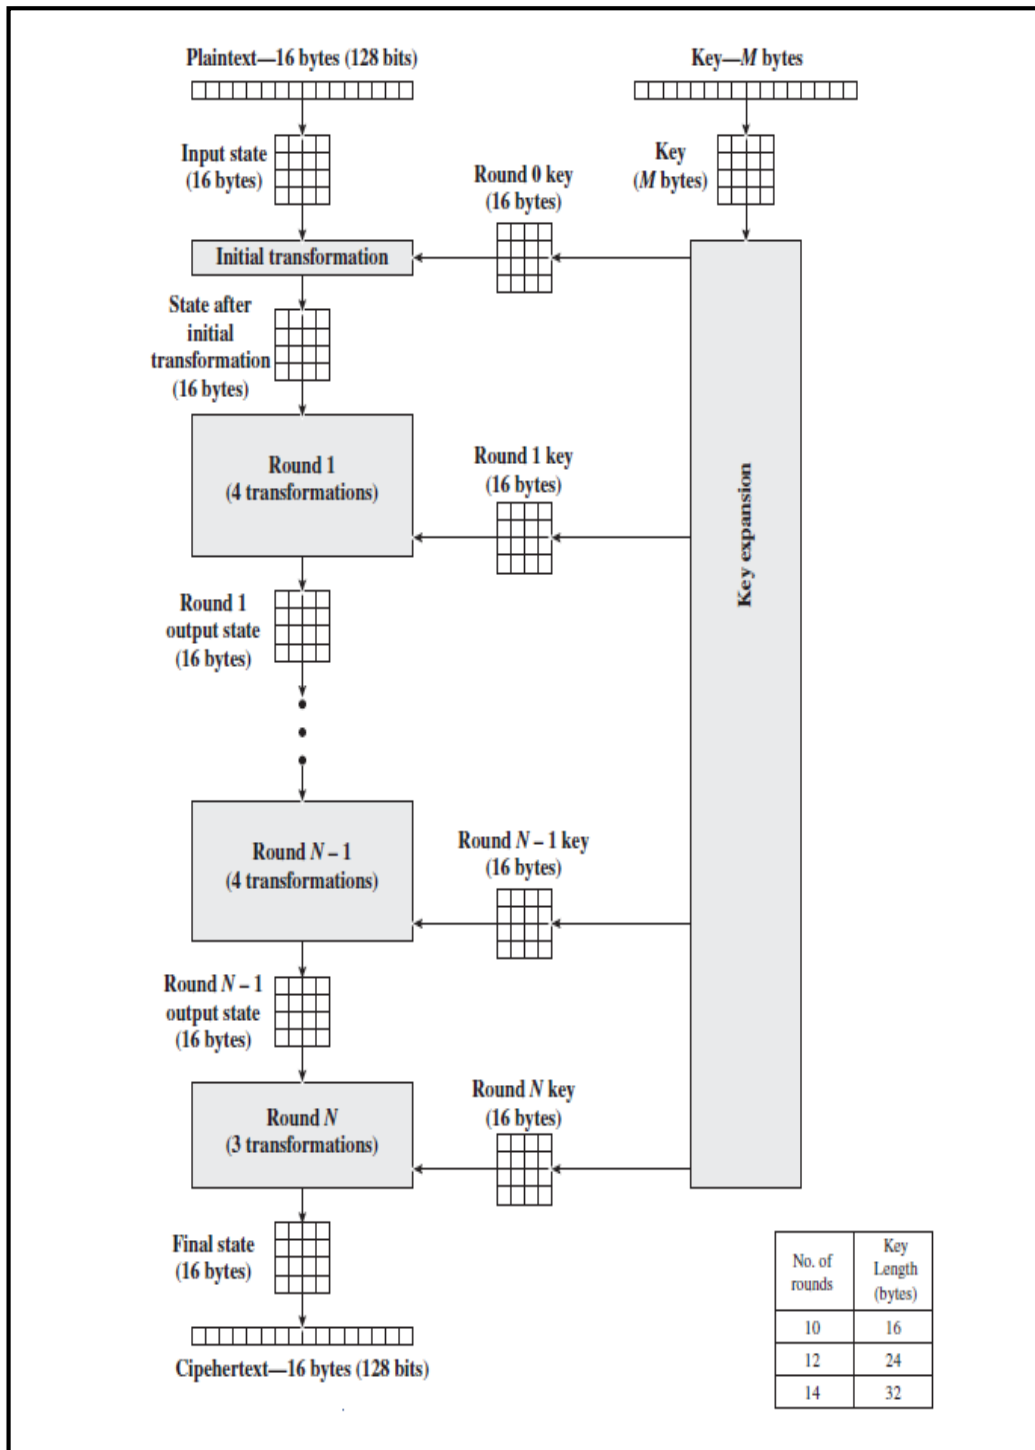 Plaintext—16 bytes (128 bits)
Key—M bytes
Input state
(16 bytes)
Key
(M bytes)
Round 0 key
(16 bytes)
Initial transformation
State after
initial
transformation
(16 bytes)
Round 1
(4 transformations)
Round 1 key
(16 bytes)
Key expansion
Round 1
output state
(16 bytes)
Round N – 1
(4 transformations)
Round N – 1 key
(16 bytes)
Round N – 1
output state
(16 bytes)
Round N
(3 transformations)
Round N key
(16 bytes)
Final state
(16 bytes)
Cipehertext—16 bytes (128 bits)
No. of
rounds
Key
Length
(bytes)
10 16
12 24
14 32